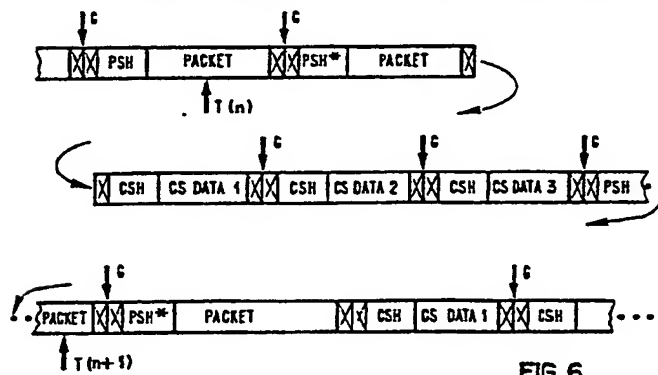 G G
PSH PACKET PSH* PACKET
T(n)
G G G
CSH CS DATA 1 CSH CS DATA 2 CSH CS DATA 3 PSH
G G
PACKET PSH* PACKET CSH CS DATA 1 CSH
T(n+1)
FIG. 6